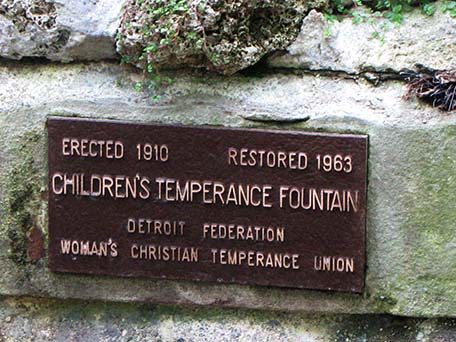 ERECTED 1910 RESTORED 1963
CHILDREN'S TEMPERANCE FOUNTAIN
DETROIT FEDERATION
WOMAN'S CHRISTIAN TEMPERANCE UNION